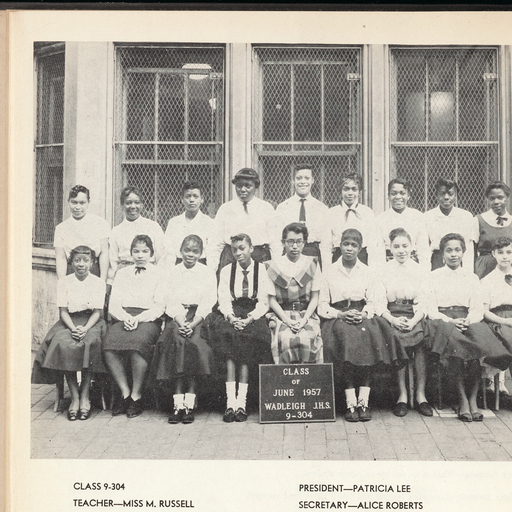 CLASS
OF
JUNE 1957
WADLEIGH J.H.S.
9-304
CLASS 9-304
TEACHER—MISS M. RUSSELL
PRESIDENT—PATRICIA LEE
SECRETARY—ALICE ROBERTS